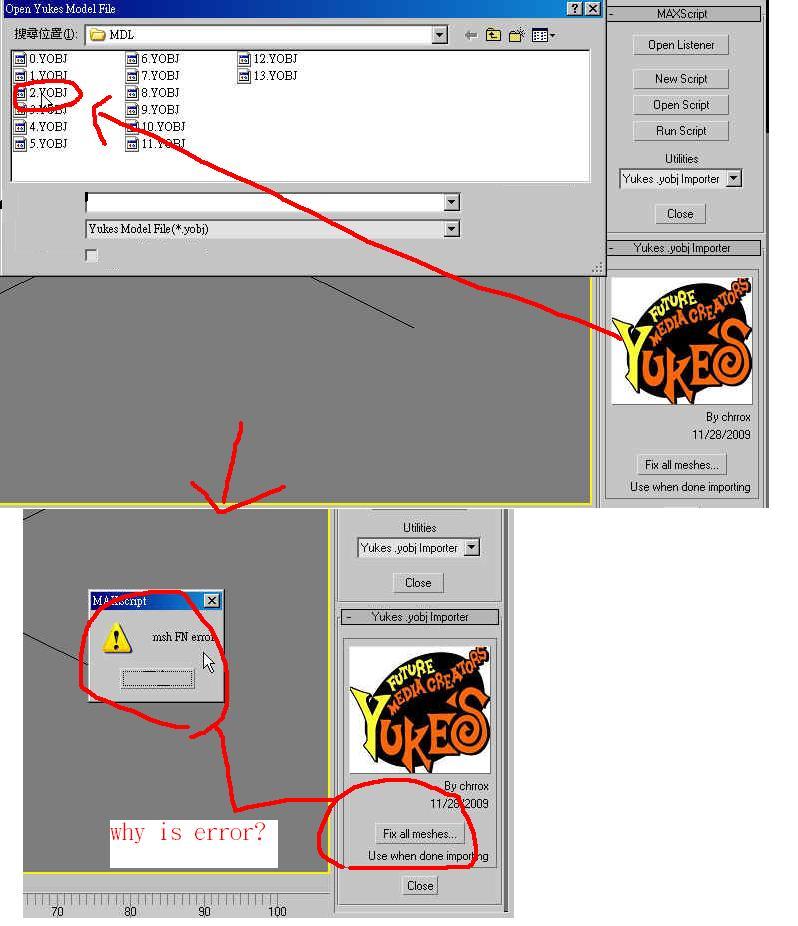 Open Yukes Model File
搜尋位置(I):
MDL
0.YOBJ
1.YOBJ
2.YOBJ
3.YOBJ
4.YOBJ
5.YOBJ
6.YOBJ
7.YOBJ
8.YOBJ
9.YOBJ
10.YOBJ
11.YOBJ
12.YOBJ
13.YOBJ
Yukes Model File(*.yobj)
MAXScript
Open Listener
New Script
Open Script
Run Script
Utilities
Yukes .yobj Importer
Close
Yukes .yobj Importer
FUTURE
MEDIA CREATORS
YUKE'S
By chrrox
11/28/2009
Fix all meshes...
Use when done importing
MAXScript
msh FN error
why is error?
Utilities
Yukes .yobj Importer
Close
Yukes .yobj Importer
FUTURE
MEDIA CREATORS
YUKE'S
By chrrox
11/28/2009
Fix all meshes...
Use when done importing
Close
70 80 90 100